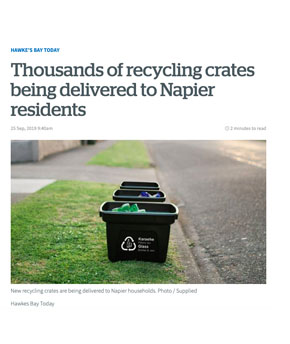 HAWKE'S BAY TODAY
Thousands of recycling crates
being delivered to Napier
residents
25 Sep, 2019 9:40am
2 minutes to read
Glass
New recycling crates are being delivered to Napier households. Photo / Supplied
Hawkes Bay Today